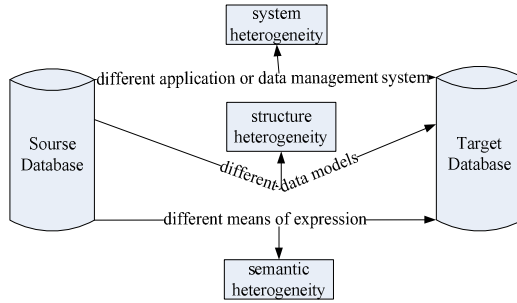 system
heterogeneity
different application or data management system
structure
heterogeneity
Sourse
Database
Target
Database
different data models
different means of expression
semantic
heterogeneity